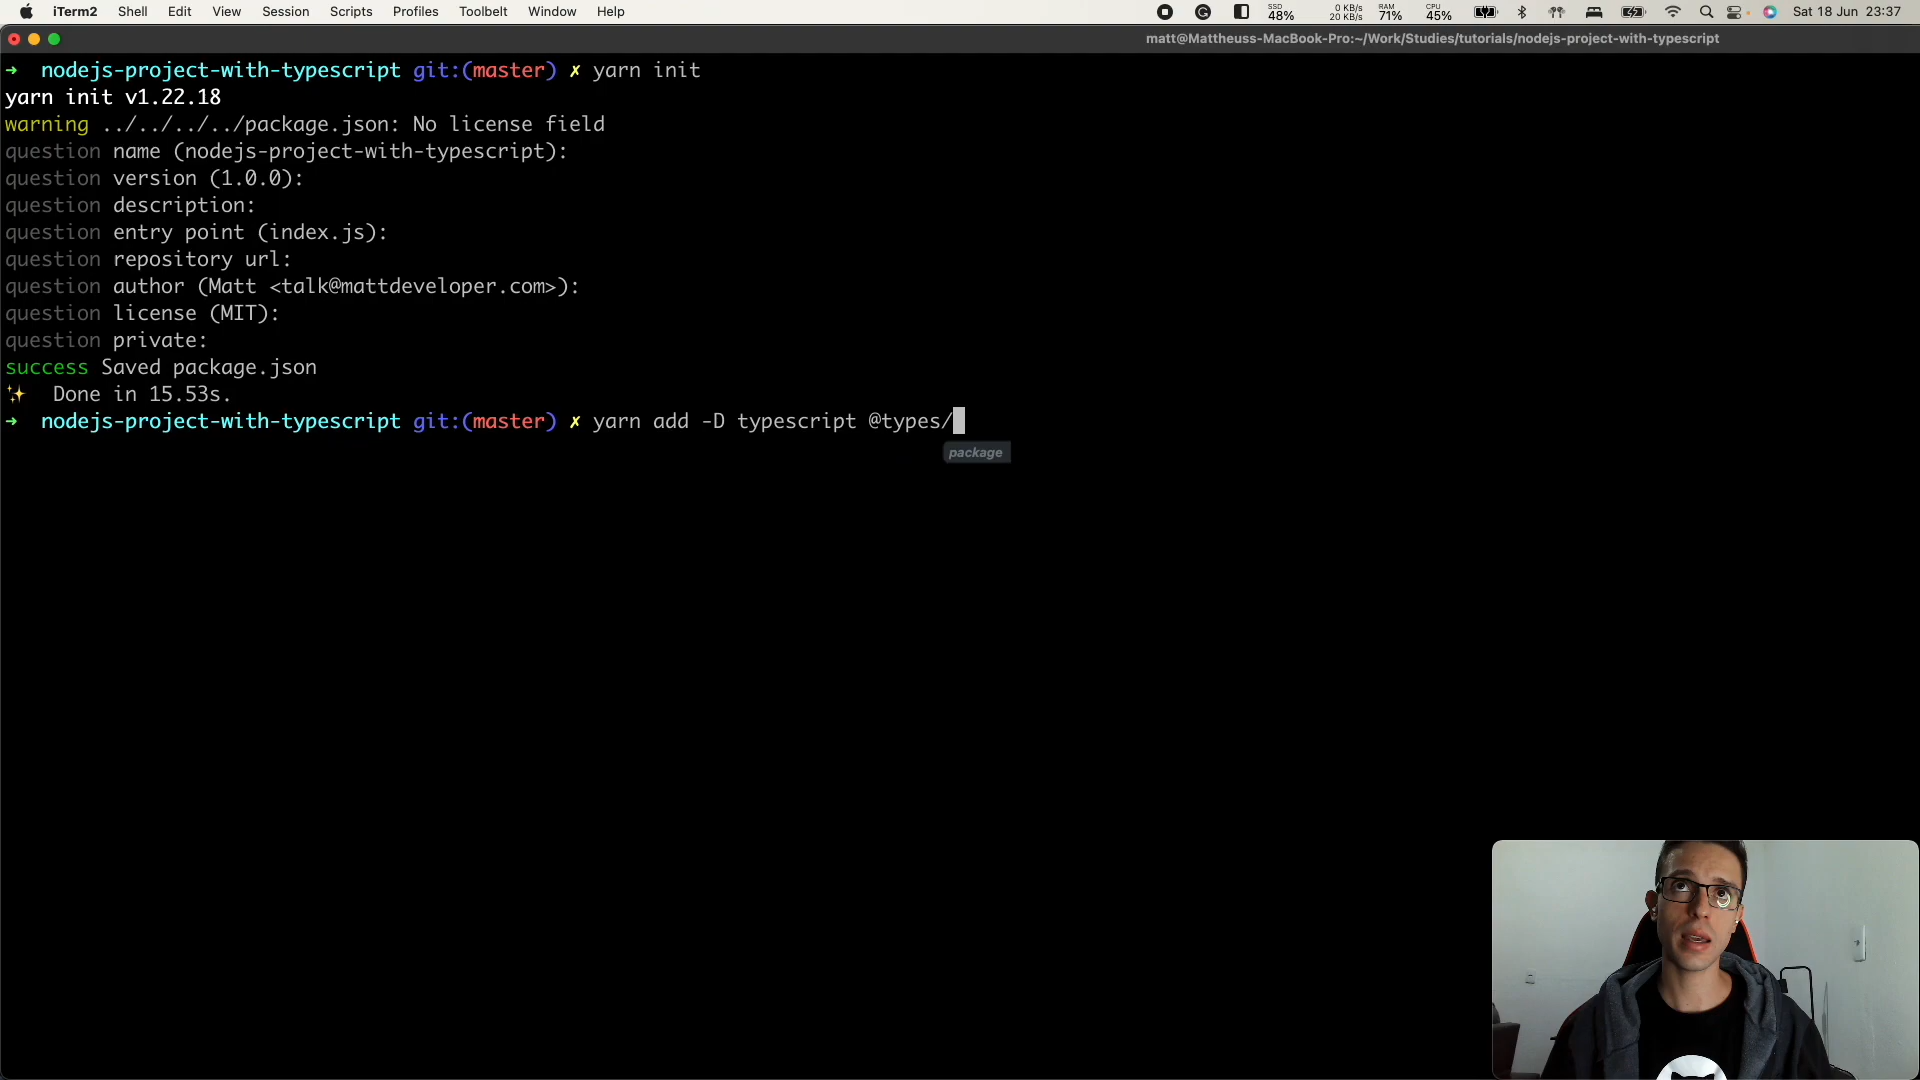 iTerm2 Shell Edit View Session Scripts Profiles Toolbelt Window Help SSD 48% 0 KB/s 20 KB/s RAM 71% CPU 45% Sat 18 Jun 23:37
matt@Mattheuss-MacBook-Pro:~/Work/Studies/tutorials/nodejs-project-with-typescript
→ nodejs-project-with-typescript git:(master) ✗ yarn init
yarn init v1.22.18
warning ../../../../package.json: No license field
question name (nodejs-project-with-typescript):
question version (1.0.0):
question description:
question entry point (index.js):
question repository url:
question author (Matt <talk@mattdeveloper.com>):
question license (MIT):
question private:
success Saved package.json
✨ Done in 15.53s.
→ nodejs-project-with-typescript git:(master) ✗ yarn add -D typescript @types/
package